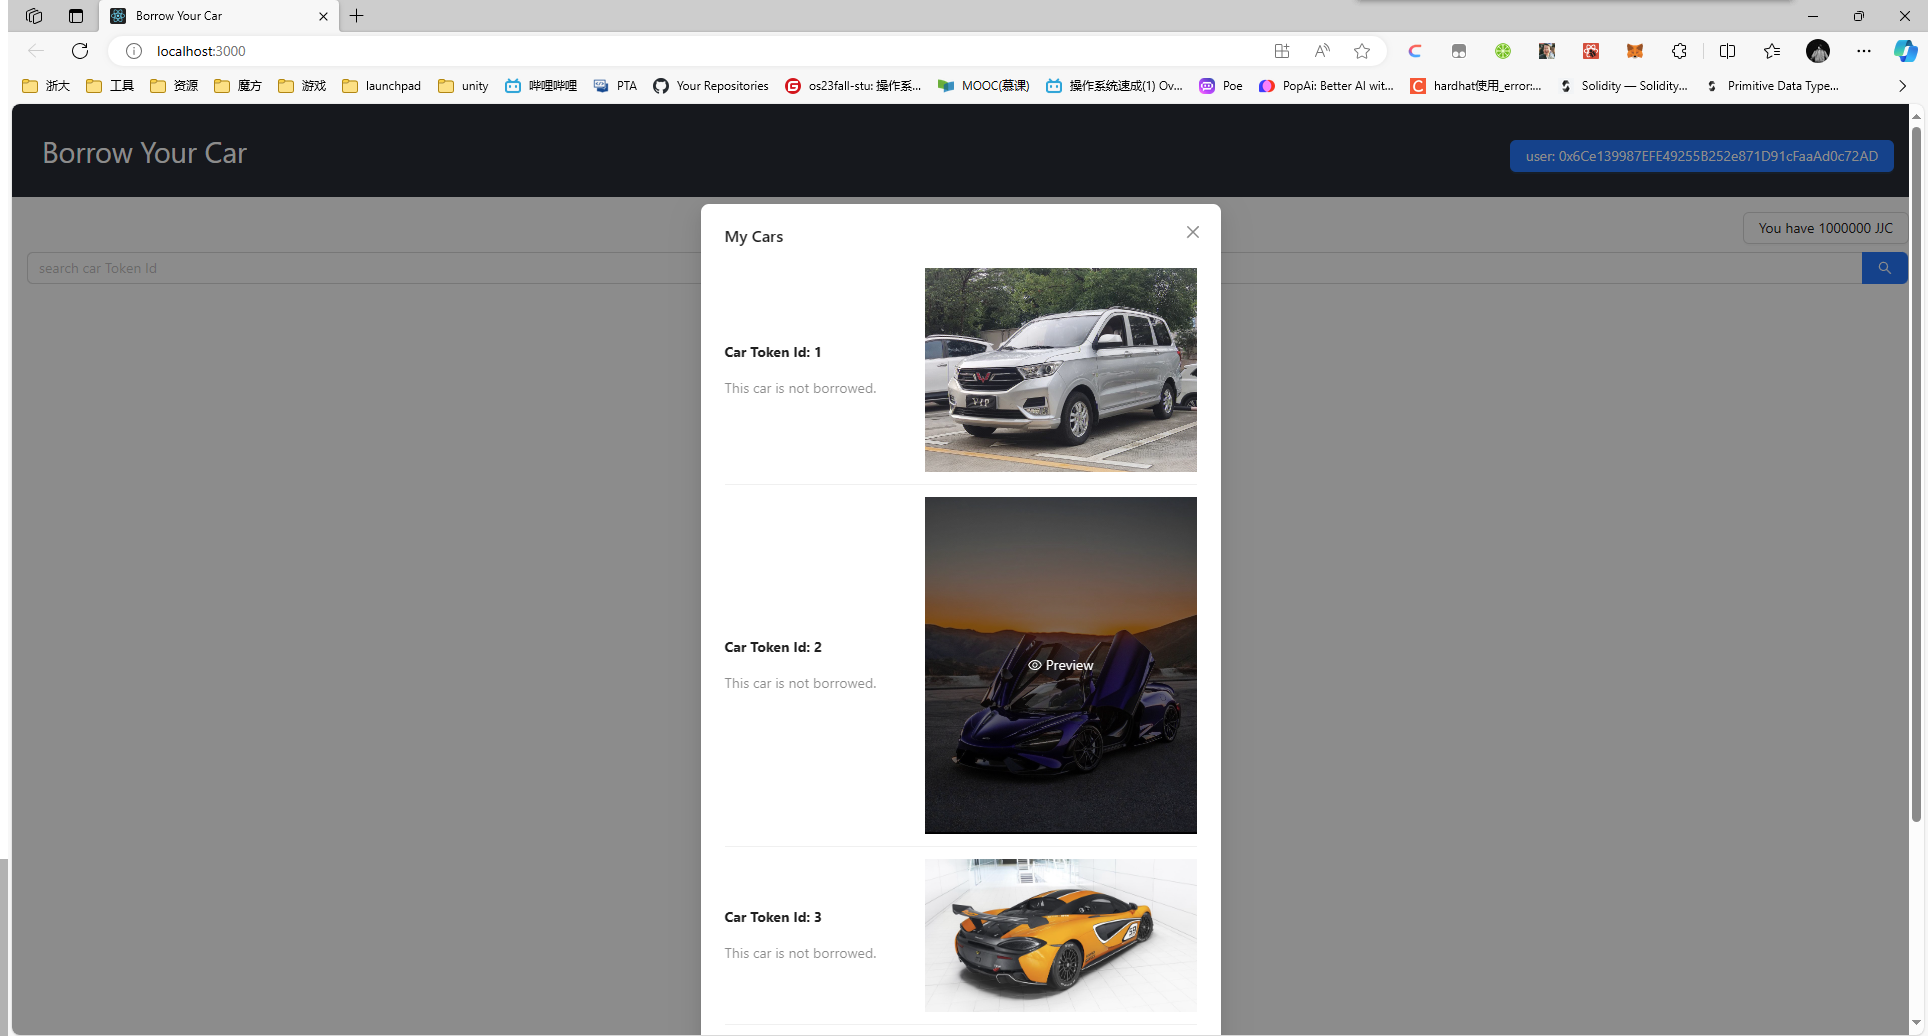 Borrow Your Car
localhost:3000
浙大 工具 资源 魔方 游戏 launchpad unity 哔哩哔哩 PTA Your Repositories os23fall-stu: 操作系... MOOC(慕课) 操作系统速成(1) Ov... Poe PopAi: Better AI wit... hardhat使用_error:... Solidity — Solidity... Primitive Data Type...
Borrow Your Car
user: 0x6Ce139987EFE49255B252e871D91cFaaAd0c72AD
You have 1000000 JJC
search car Token Id
My Cars
Car Token Id: 1
This car is not borrowed.
VIP
Car Token Id: 2
This car is not borrowed.
Preview
Car Token Id: 3
This car is not borrowed.